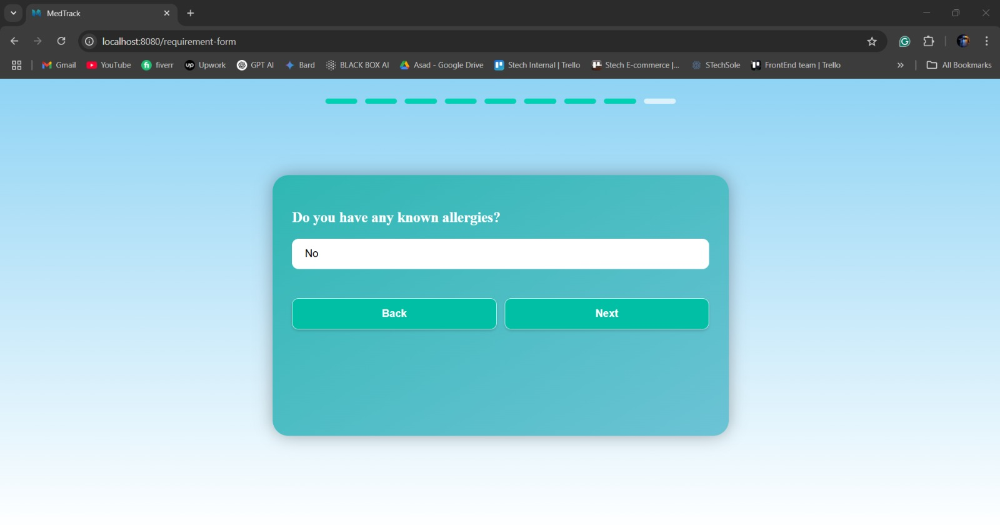 MedTrack
localhost:8080/requirement-form
Gmail YouTube fiverr Upwork GPT AI Bard BLACK BOX AI Asad - Google Drive Stech Internal | Trello Stech E-commerce |... STechSole FrontEnd team | Trello All Bookmarks
Do you have any known allergies?
No
Back Next